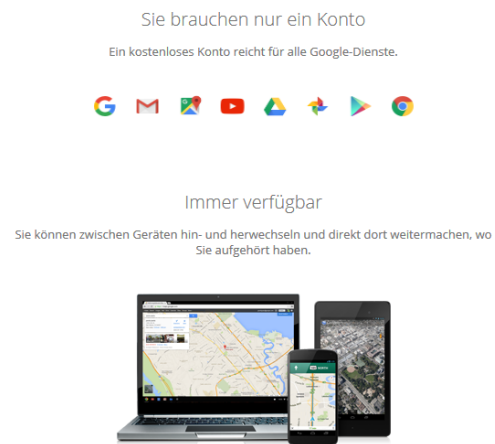 Sie brauchen nur ein Konto
Ein kostenloses Konto reicht für alle Google-Dienste.
Immer verfügbar
Sie können zwischen Geräten hin- und herwechseln und direkt dort weitermachen, wo
Sie aufgehört haben.